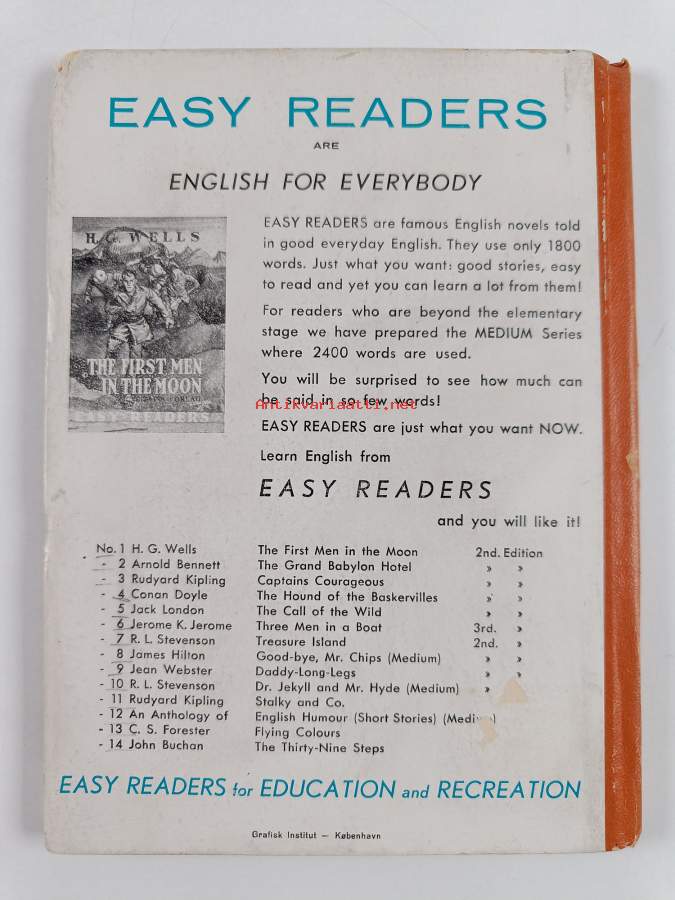 EASY READERS
ARE
ENGLISH FOR EVERYBODY
H. G. WELLS
THE FIRST MEN
IN THE MOON
EASY READERS are famous English novels told
in good everyday English. They use only 1800
words. Just what you want: good stories, easy
to read and yet you can learn a lot from them!
For readers who are beyond the elementary
stage we have prepared the MEDIUM Series
where 2400 words are used.
You will be surprised to see how much can
be said in so few words!
Antikvariaatti.net
EASY READERS are just what you want NOW.
Learn English from
EASY READERS
and you will like it!
No. 1 H. G. Wells The First Men in the Moon 2nd. Edition
- 2 Arnold Bennett The Grand Babylon Hotel » »
- 3 Rudyard Kipling Captains Courageous » »
- 4 Conan Doyle The Hound of the Baskervilles » »
- 5 Jack London The Call of the Wild » »
- 6 Jerome K. Jerome Three Men in a Boat 3rd. »
- 7 R. L. Stevenson Treasure Island 2nd. »
- 8 James Hilton Good-bye, Mr. Chips (Medium) » »
- 9 Jean Webster Daddy-Long-Legs » »
- 10 R. L. Stevenson Dr. Jekyll and Mr. Hyde (Medium) »
- 11 Rudyard Kipling Stalky and Co.
- 12 An Anthology of English Humour (Short Stories)
- 13 C. S. Forester Flying Colours
- 14 John Buchan The Thirty-Nine Steps
EASY READERS for EDUCATION and RECREATION
Grafisk Institut – København